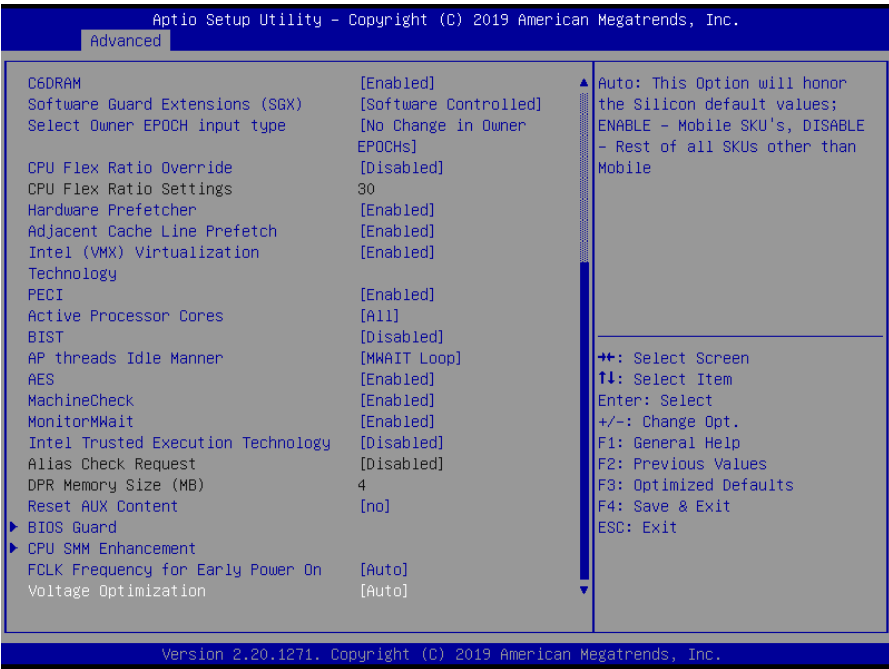 Aptio Setup Utility – Copyright (C) 2019 American Megatrends, Inc.
Advanced
C6DRAM [Enabled]
Software Guard Extensions (SGX) [Software Controlled]
Select Owner EPOCH input type [No Change in Owner
EPOCHs]
CPU Flex Ratio Override [Disabled]
CPU Flex Ratio Settings 30
Hardware Prefetcher [Enabled]
Adjacent Cache Line Prefetch [Enabled]
Intel (VMX) Virtualization [Enabled]
Technology
PECI [Enabled]
Active Processor Cores [All]
BIST [Disabled]
AP threads Idle Manner [MWAIT Loop]
AES [Enabled]
MachineCheck [Enabled]
MonitorMWait [Enabled]
Intel Trusted Execution Technology [Disabled]
Alias Check Request [Disabled]
DPR Memory Size (MB) 4
Reset AUX Content [no]
BIOS Guard
CPU SMM Enhancement
FCLK Frequency for Early Power On [Auto]
Voltage Optimization [Auto]
Auto: This Option will honor
the Silicon default values;
ENABLE – Mobile SKU's, DISABLE
– Rest of all SKUs other than
Mobile
→←: Select Screen
↑↓: Select Item
Enter: Select
+/-: Change Opt.
F1: General Help
F2: Previous Values
F3: Optimized Defaults
F4: Save & Exit
ESC: Exit
Version 2.20.1271. Copyright (C) 2019 American Megatrends, Inc.